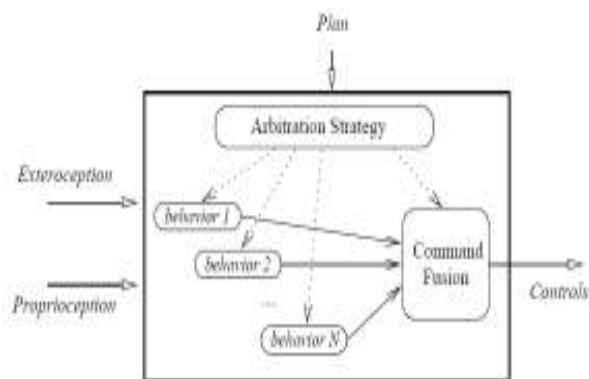 Plan
Arbitration Strategy
Exteroception
behavior 1
behavior 2
Command
Fusion
Proprioception
...
Controls
behavior N